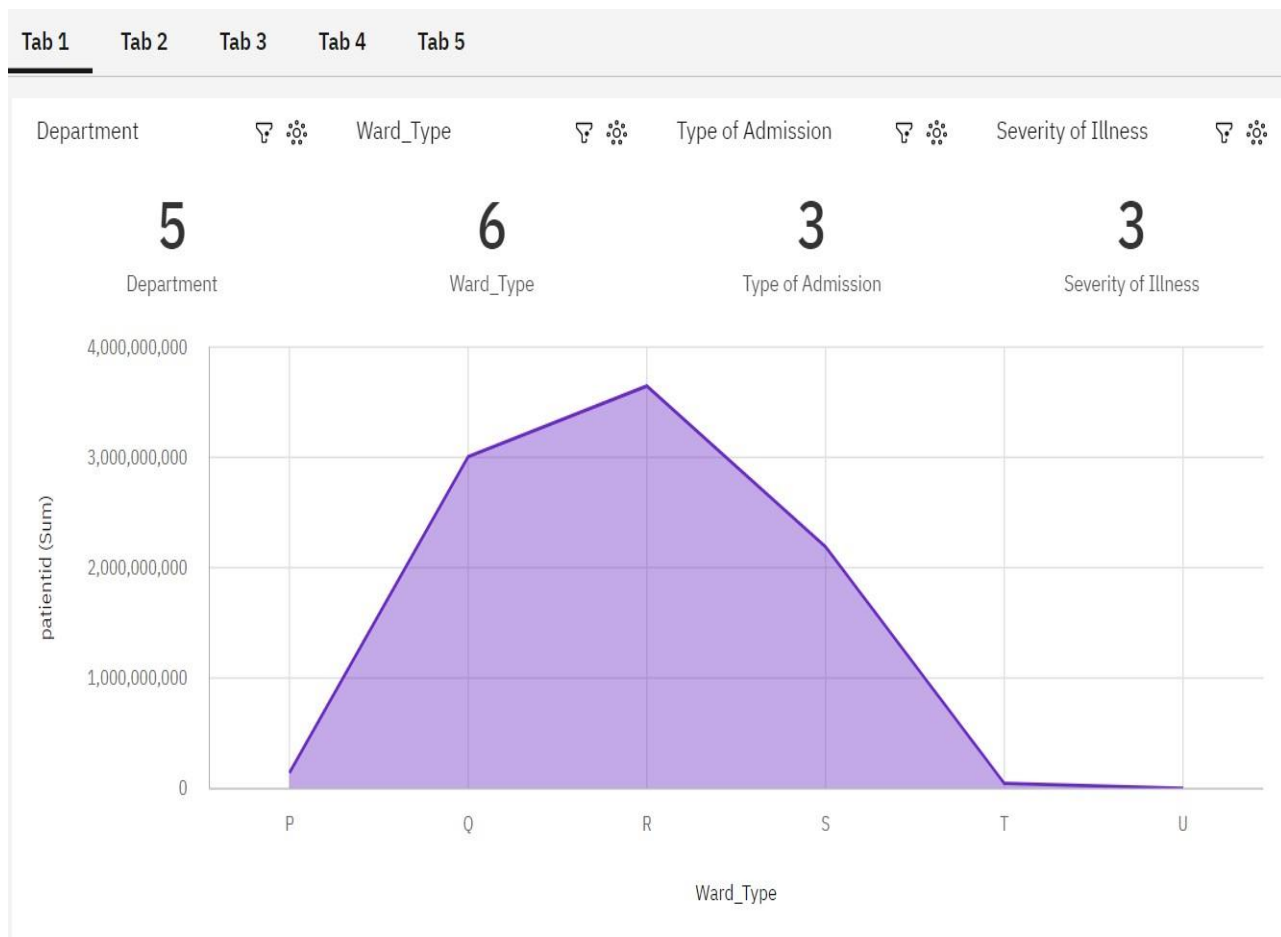 Tab 1 Tab 2 Tab 3 Tab 4 Tab 5
Department Ward_Type Type of Admission Severity of Illness
5 6 3 3
Department Ward_Type Type of Admission Severity of Illness
4,000,000,000
3,000,000,000
2,000,000,000
1,000,000,000
0
patientid (Sum)
P Q R S T U
Ward_Type